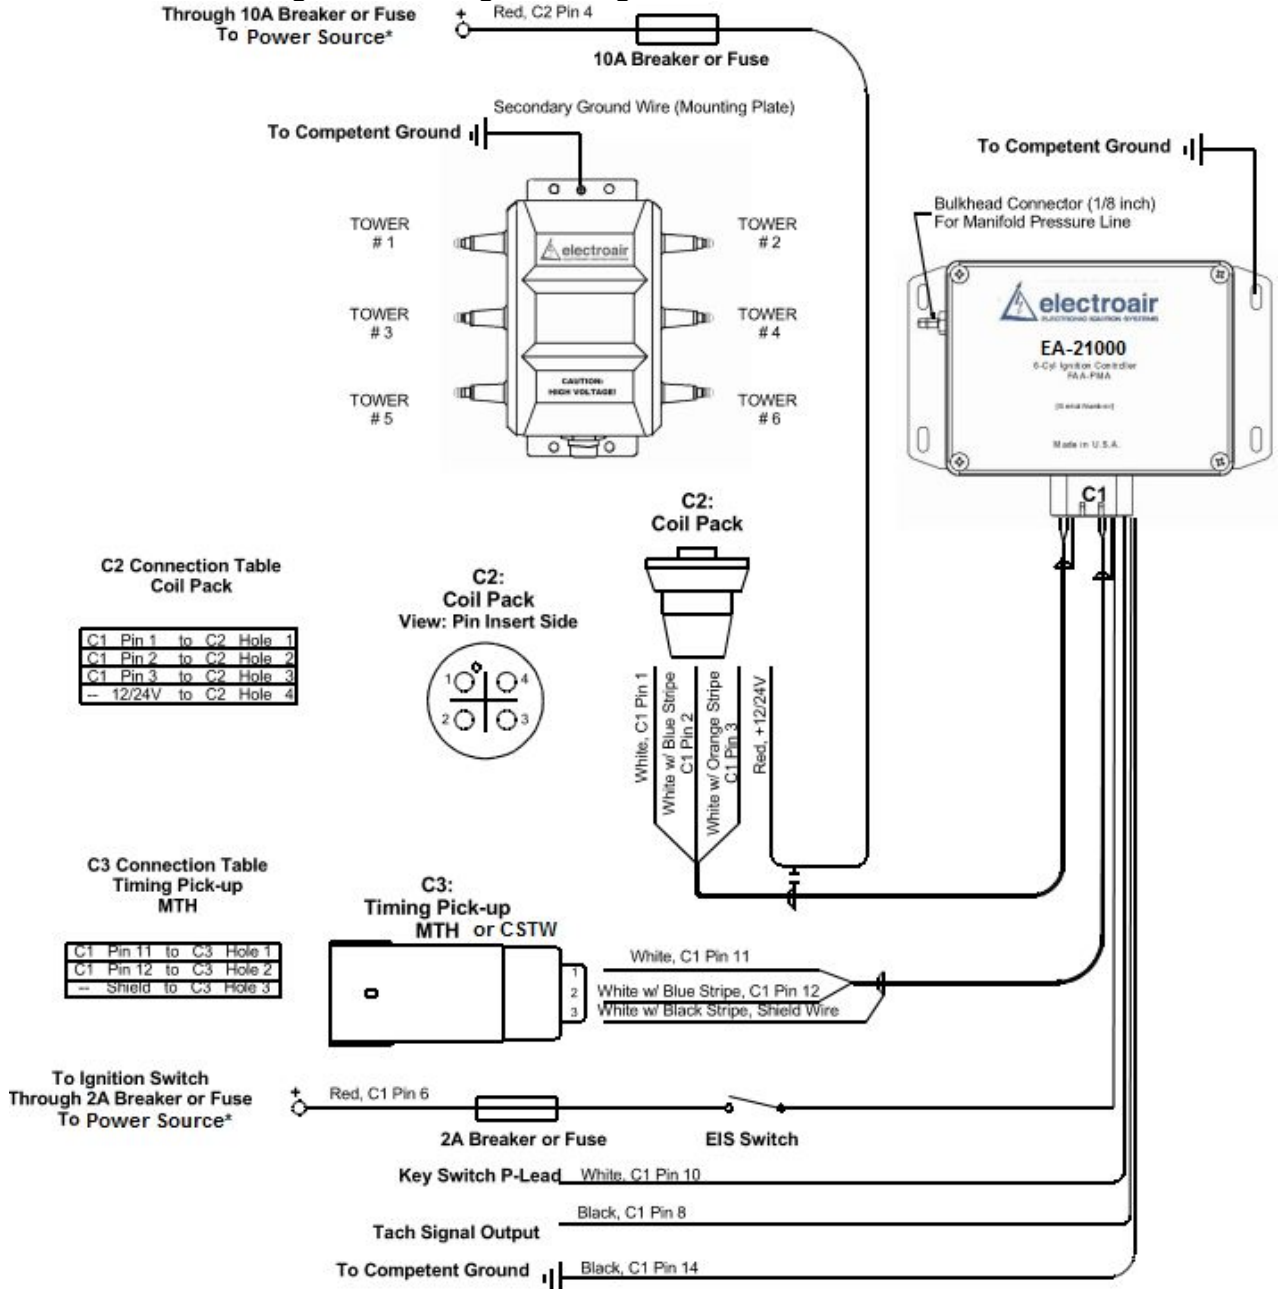 Through 10A Breaker or Fuse
To Power Source*
+
Red, C2 Pin 4
10A Breaker or Fuse
Secondary Ground Wire (Mounting Plate)
To Competent Ground
To Competent Ground
Bulkhead Connector (1/8 inch)
For Manifold Pressure Line
TOWER
# 1
TOWER
# 2
electroair
TOWER
# 3
TOWER
# 4
CAUTION:
HIGH VOLTAGE!
TOWER
# 5
TOWER
# 6
electroair
ELECTRONIC IGNITION SYSTEMS
EA-21000
6-Cyl Ignition Controller
FAA-PMA
[Serial Number]
Made in U.S.A.
C1
C2:
Coil Pack
C2 Connection Table
Coil Pack
C1 Pin 1 to C2 Hole 1
C1 Pin 2 to C2 Hole 2
C1 Pin 3 to C2 Hole 3
-- 12/24V to C2 Hole 4
C2:
Coil Pack
View: Pin Insert Side
1
4
2
3
White, C1 Pin 1
White w/ Blue Stripe
C1 Pin 2
White w/ Orange Stripe
C1 Pin 3
Red, +12/24V
C3 Connection Table
Timing Pick-up
MTH
C1 Pin 11 to C3 Hole 1
C1 Pin 12 to C3 Hole 2
-- Shield to C3 Hole 3
C3:
Timing Pick-up
MTH or CSTW
1
2
3
White, C1 Pin 11
White w/ Blue Stripe, C1 Pin 12
White w/ Black Stripe, Shield Wire
To Ignition Switch
Through 2A Breaker or Fuse
To Power Source*
+
Red, C1 Pin 6
2A Breaker or Fuse
EIS Switch
Key Switch P-Lead
White, C1 Pin 10
Black, C1 Pin 8
Tach Signal Output
To Competent Ground
Black, C1 Pin 14